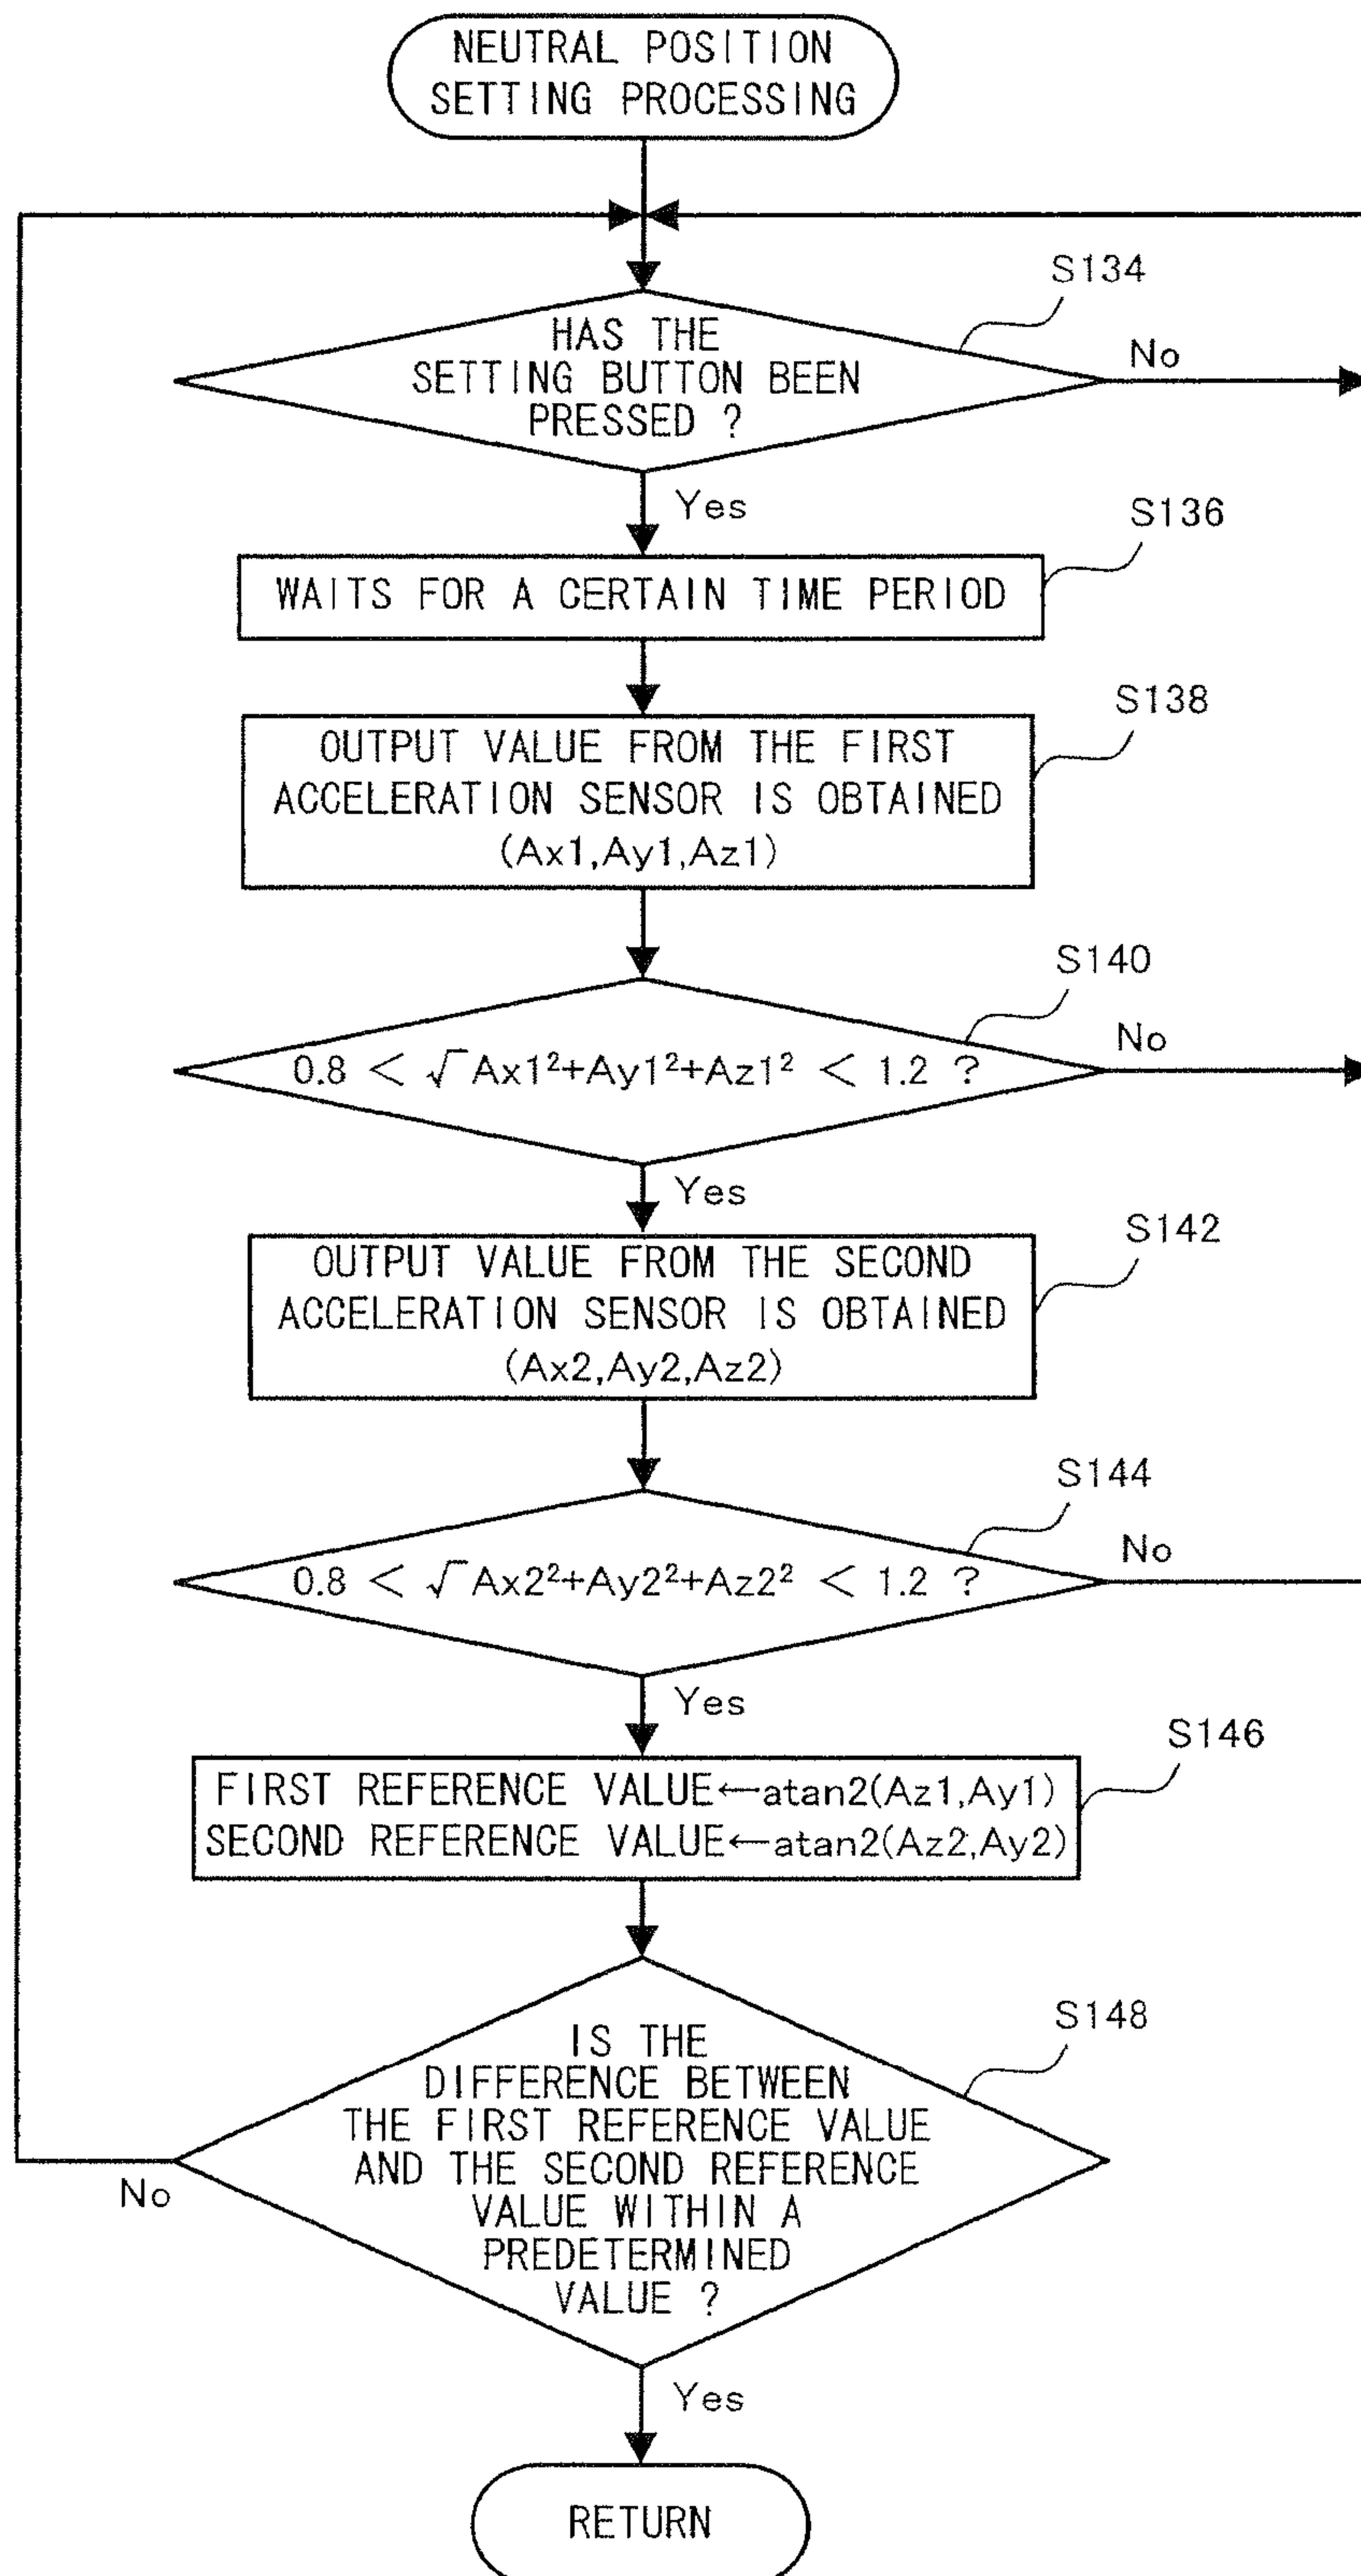 NEUTRAL POSITION
SETTING PROCESSING
S134
HAS THE
SETTING BUTTON BEEN
PRESSED ?
No
Yes
S136
WAITS FOR A CERTAIN TIME PERIOD
S138
OUTPUT VALUE FROM THE FIRST
ACCELERATION SENSOR IS OBTAINED
(Ax1,Ay1,Az1)
S140
0.8 < √Ax1²+Ay1²+Az1² < 1.2 ?
No
Yes
S142
OUTPUT VALUE FROM THE SECOND
ACCELERATION SENSOR IS OBTAINED
(Ax2,Ay2,Az2)
S144
0.8 < √Ax2²+Ay2²+Az2² < 1.2 ?
No
Yes
S146
FIRST REFERENCE VALUE←atan2(Az1,Ay1)
SECOND REFERENCE VALUE←atan2(Az2,Ay2)
S148
IS THE
DIFFERENCE BETWEEN
THE FIRST REFERENCE VALUE
AND THE SECOND REFERENCE
VALUE WITHIN A
PREDETERMINED
VALUE ?
No
Yes
RETURN